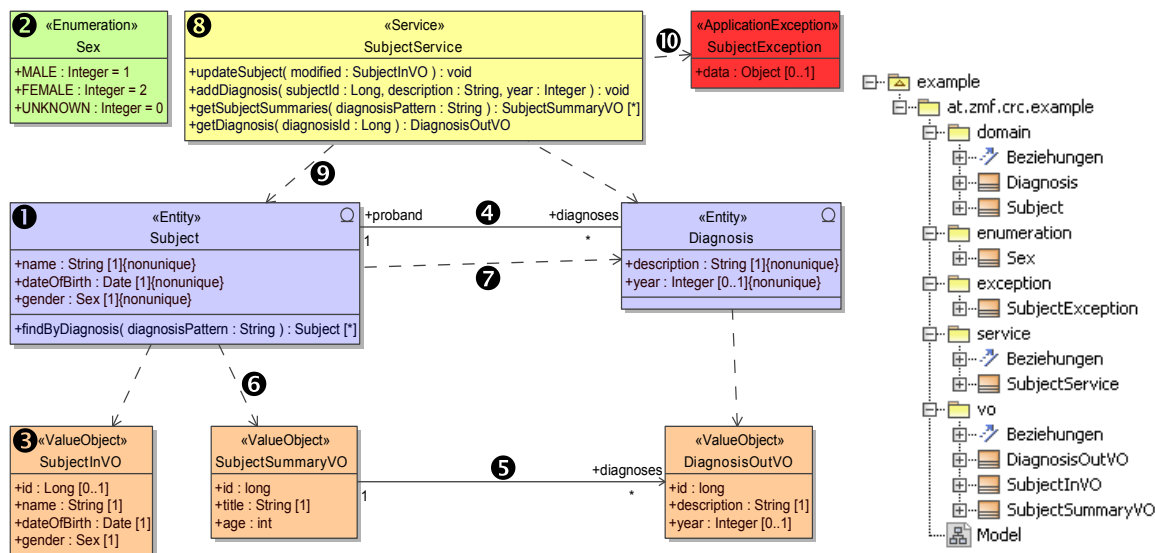 ❷ «Enumeration»
Sex
+MALE : Integer = 1
+FEMALE : Integer = 2
+UNKNOWN : Integer = 0
❽ «Service»
SubjectService
+updateSubject( modified : SubjectInVO ) : void
+addDiagnosis( subjectId : Long, description : String, year : Integer ) : void
+getSubjectSummaries( diagnosisPattern : String ) : SubjectSummaryVO [*]
+getDiagnosis( diagnosisId : Long ) : DiagnosisOutVO
❿
«ApplicationException»
SubjectException
+data : Object [0..1]
❾
❶ «Entity»
Subject
+name : String [1]{nonunique}
+dateOfBirth : Date [1]{nonunique}
+gender : Sex [1]{nonunique}
+findByDiagnosis( diagnosisPattern : String ) : Subject [*]
+proband ❹ +diagnoses
1 *
❼
«Entity»
Diagnosis
+description : String [1]{nonunique}
+year : Integer [0..1]{nonunique}
❻
❸ «ValueObject»
SubjectInVO
+id : Long [0..1]
+name : String [1]
+dateOfBirth : Date [1]
+gender : Sex [1]
«ValueObject»
SubjectSummaryVO
+id : long
+title : String [1]
+age : int
❺ +diagnoses
1 *
«ValueObject»
DiagnosisOutVO
+id : long
+description : String [1]
+year : Integer [0..1]
example
at.zmf.crc.example
domain
Beziehungen
Diagnosis
Subject
enumeration
Sex
exception
SubjectException
service
Beziehungen
SubjectService
vo
Beziehungen
DiagnosisOutVO
SubjectInVO
SubjectSummaryVO
Model